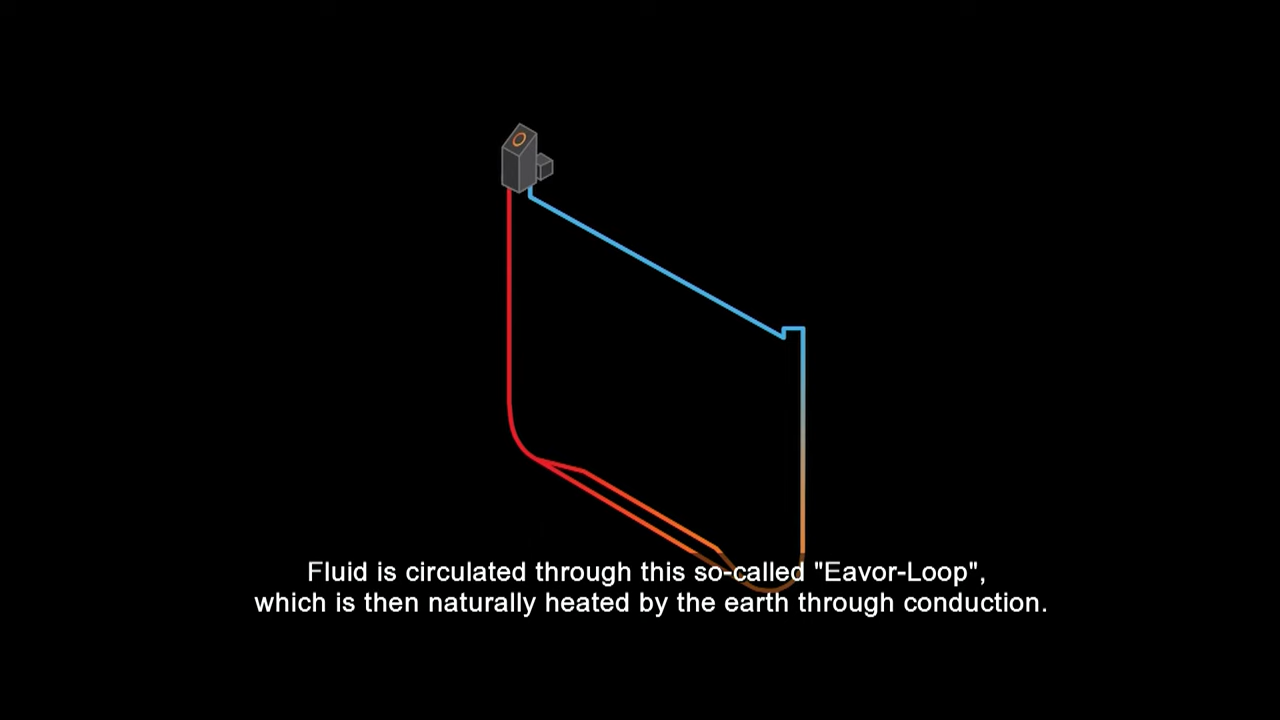 Fluid is circulated through this so-called "Eavor-Loop",
which is then naturally heated by the earth through conduction.